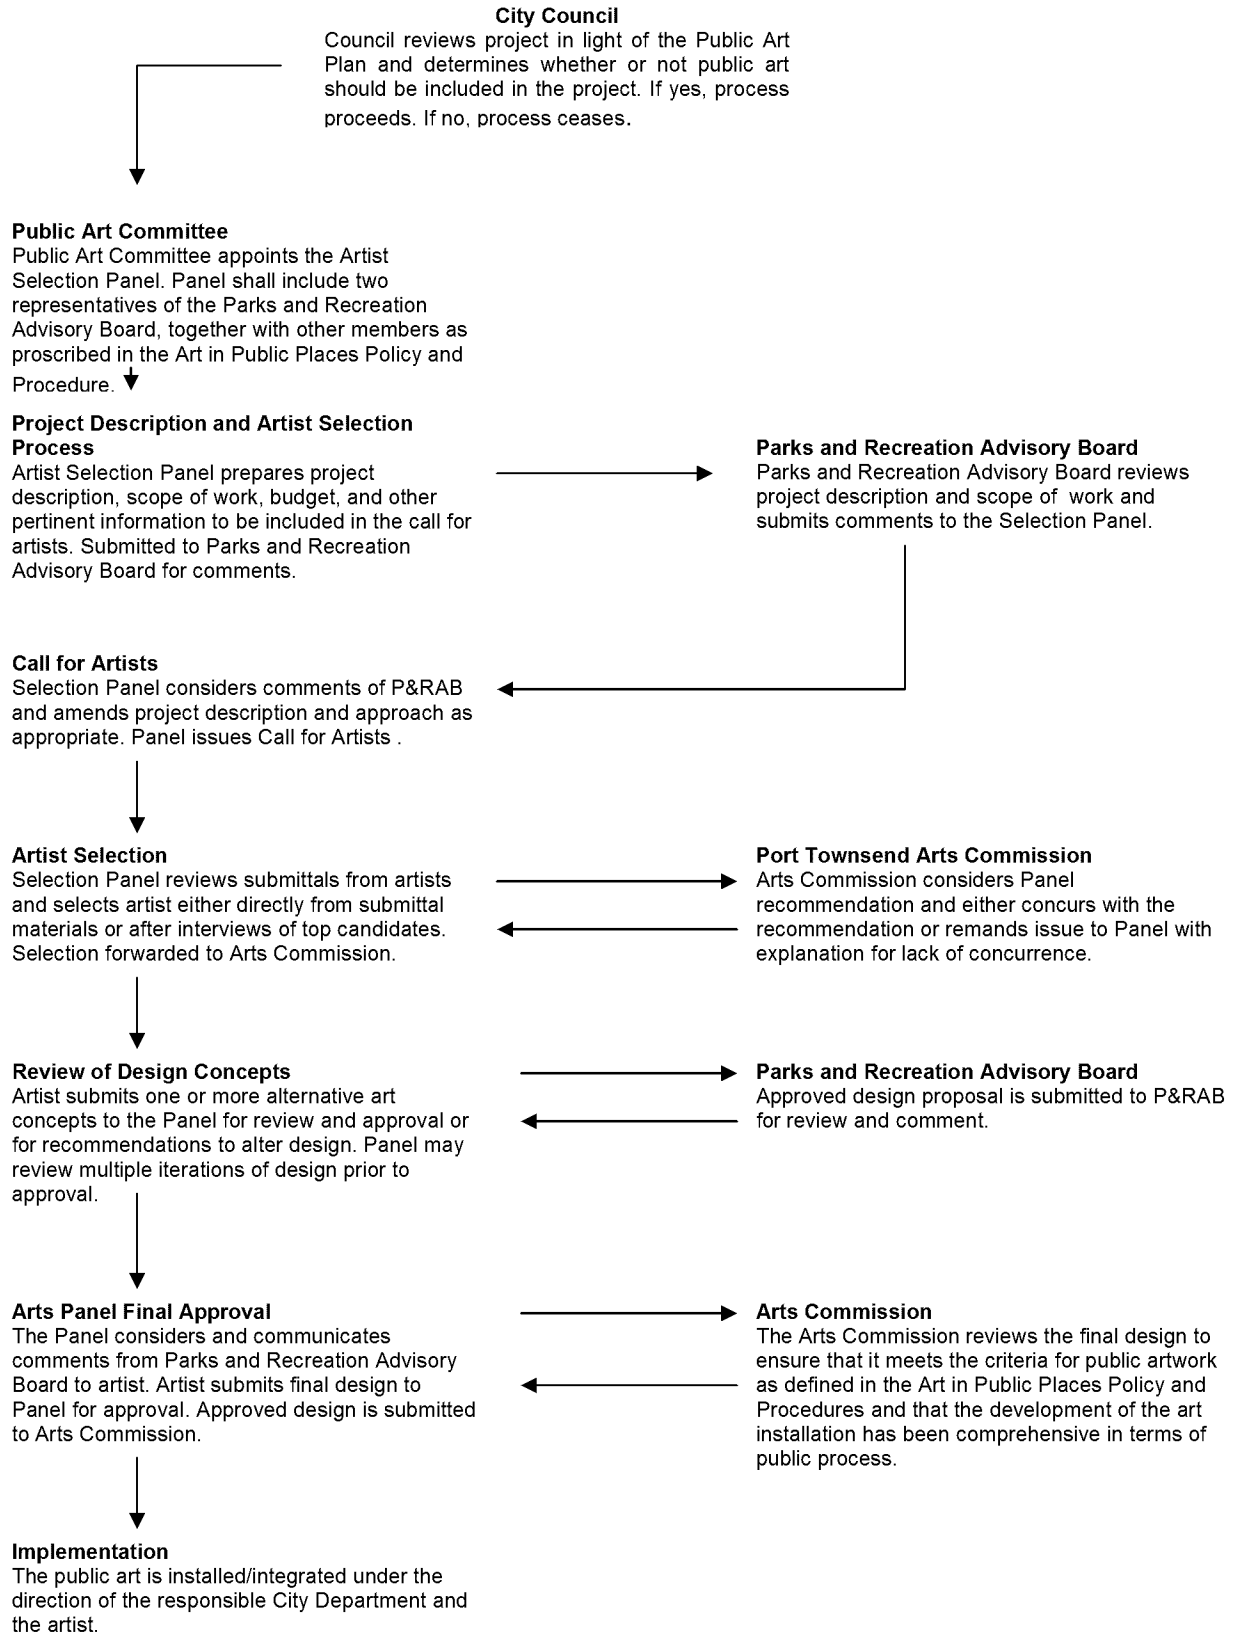 City Council
Council reviews project in light of the Public Art
Plan and determines whether or not public art
should be included in the project. If yes, process
proceeds. If no, process ceases.
Public Art Committee
Public Art Committee appoints the Artist
Selection Panel. Panel shall include two
representatives of the Parks and Recreation
Advisory Board, together with other members as
proscribed in the Art in Public Places Policy and
Procedure.
Project Description and Artist Selection
Process
Artist Selection Panel prepares project
description, scope of work, budget, and other
pertinent information to be included in the call for
artists. Submitted to Parks and Recreation
Advisory Board for comments.
Parks and Recreation Advisory Board
Parks and Recreation Advisory Board reviews
project description and scope of work and
submits comments to the Selection Panel.
Call for Artists
Selection Panel considers comments of P&RAB
and amends project description and approach as
appropriate. Panel issues Call for Artists .
Artist Selection
Selection Panel reviews submittals from artists
and selects artist either directly from submittal
materials or after interviews of top candidates.
Selection forwarded to Arts Commission.
Port Townsend Arts Commission
Arts Commission considers Panel
recommendation and either concurs with the
recommendation or remands issue to Panel with
explanation for lack of concurrence.
Review of Design Concepts
Artist submits one or more alternative art
concepts to the Panel for review and approval or
for recommendations to alter design. Panel may
review multiple iterations of design prior to
approval.
Parks and Recreation Advisory Board
Approved design proposal is submitted to P&RAB
for review and comment.
Arts Panel Final Approval
The Panel considers and communicates
comments from Parks and Recreation Advisory
Board to artist. Artist submits final design to
Panel for approval. Approved design is submitted
to Arts Commission.
Arts Commission
The Arts Commission reviews the final design to
ensure that it meets the criteria for public artwork
as defined in the Art in Public Places Policy and
Procedures and that the development of the art
installation has been comprehensive in terms of
public process.
Implementation
The public art is installed/integrated under the
direction of the responsible City Department and
the artist.